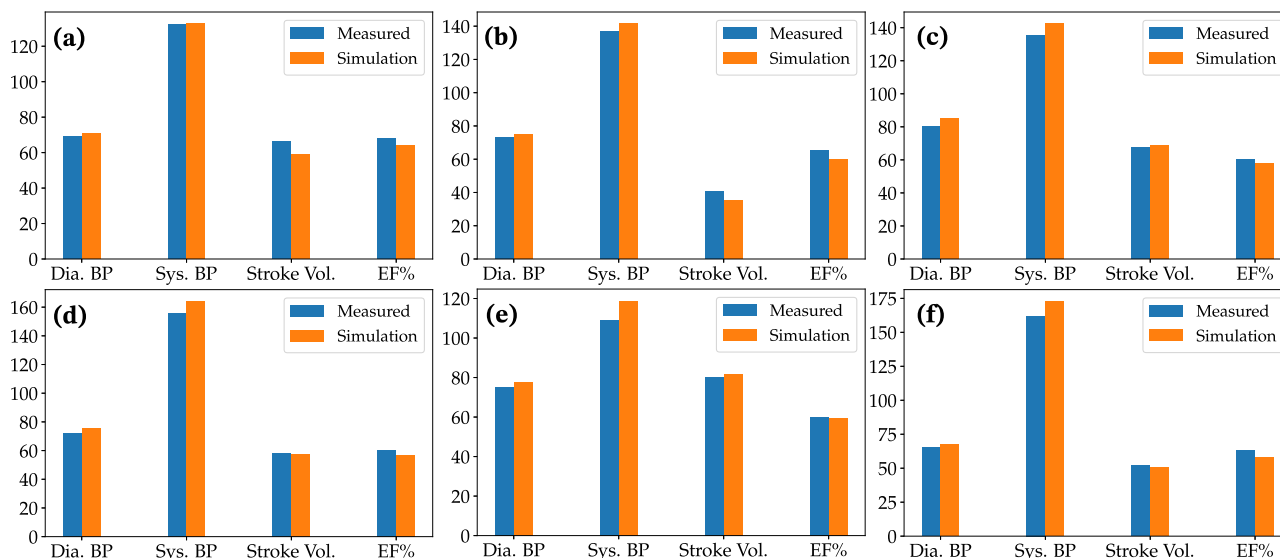 (a)
Measured
Simulation
120
100
80
60
40
20
0
Dia. BP Sys. BP Stroke Vol. EF%
(b)
Measured
Simulation
140
120
100
80
60
40
20
0
Dia. BP Sys. BP Stroke Vol. EF%
(c)
Measured
Simulation
140
120
100
80
60
40
20
0
Dia. BP Sys. BP Stroke Vol. EF%
(d)
Measured
Simulation
160
140
120
100
80
60
40
20
0
Dia. BP Sys. BP Stroke Vol. EF%
(e)
Measured
Simulation
120
100
80
60
40
20
0
Dia. BP Sys. BP Stroke Vol. EF%
(f)
Measured
Simulation
175
150
125
100
75
50
25
0
Dia. BP Sys. BP Stroke Vol. EF%